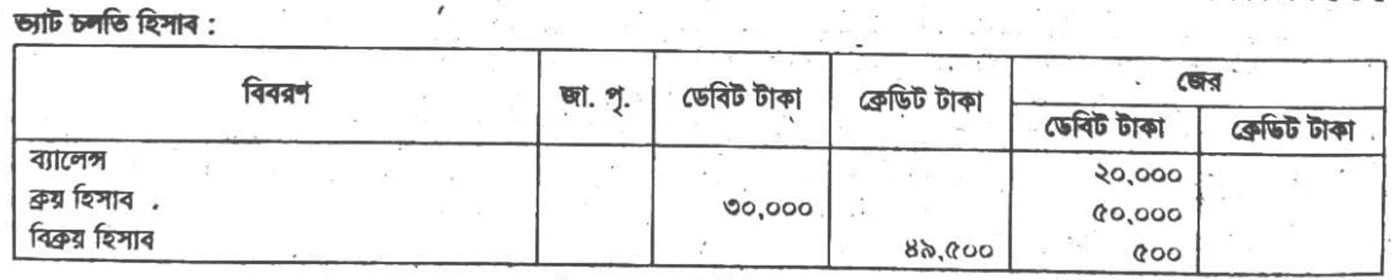 ভ্যাট চলতি হিসাব :
বিবরণ জা. পৃ. ডেবিট টাকা ক্রেডিট টাকা জের
ডেবিট টাকা ক্রেডিট টাকা
ব্যালেন্স ২০,০০০
ক্রয় হিসাব ৩০,০০০ ৫০,০০০
বিক্রয় হিসাব ৪৯,৫০০ ৫০০